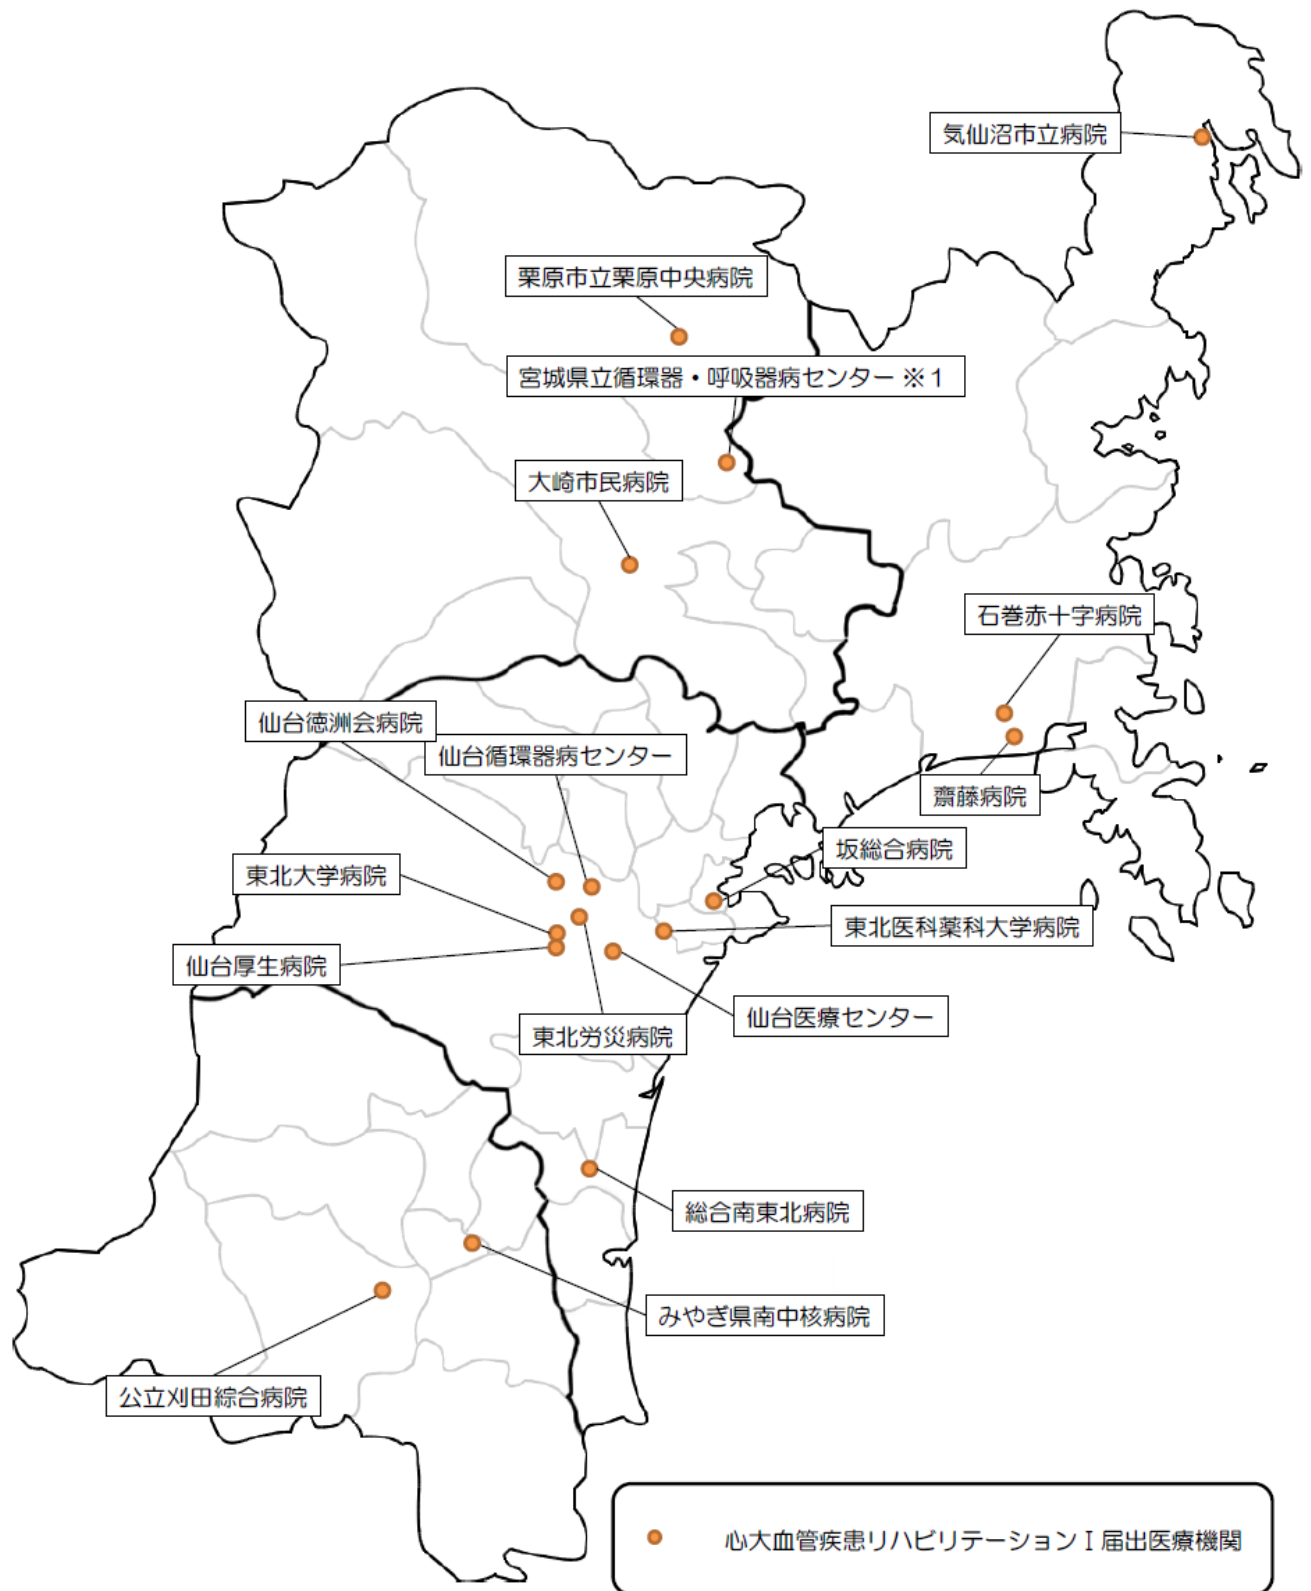 気仙沼市立病院
栗原市立栗原中央病院
宮城県立循環器・呼吸器病センター ※１
大崎市民病院
石巻赤十字病院
仙台徳洲会病院
仙台循環器病センター
齋藤病院
坂総合病院
東北大学病院
東北医科薬科大学病院
仙台厚生病院
仙台医療センター
東北労災病院
総合南東北病院
みやぎ県南中核病院
公立刈田綜合病院
心大血管疾患リハビリテーションⅠ届出医療機関